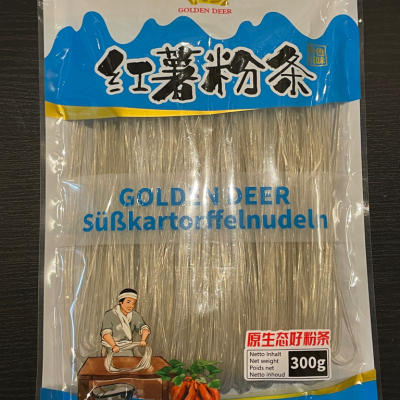 GOLDEN DEER
红薯粉条
GOLDEN DEER
Süßkartorffelnudeln
原生态好粉条
Netto Inhalt
Net weight
Poids net
Netto inhoud
300g